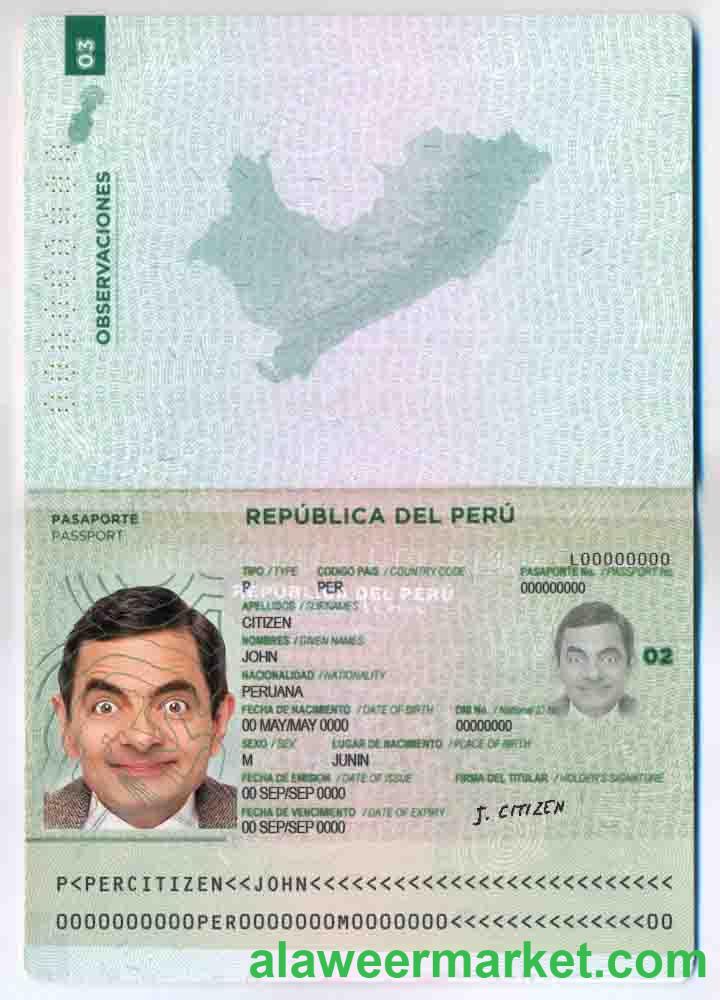 03
OBSERVACIONES
PASAPORTE
PASSPORT
REPÚBLICA DEL PERÚ
L00000000
TIPO / TYPE CODIGO PAIS / COUNTRY CODE PASAPORTE No. / PASSPORT No.
P PER 000000000
REPÚBLICA DEL PERÚ
APELLIDOS / SURNAMES
CITIZEN
NOMBRES / GIVEN NAMES
JOHN
02
NACIONALIDAD / NATIONALITY
PERUANA
FECHA DE NACIMIENTO / DATE OF BIRTH DNI No. / National ID No
00 MAY/MAY 0000 00000000
SEXO / SEX LUGAR DE NACIMIENTO / PLACE OF BIRTH
M JUNIN
FECHA DE EMISION / DATE OF ISSUE FIRMA DEL TITULAR / HOLDER'S SIGNATURE
00 SEP/SEP 0000
J. CITIZEN
FECHA DE VENCIMIENTO / DATE OF EXPIRY
00 SEP/SEP 0000
P<PERCITIZEN<<JOHN<<<<<<<<<<<<<<<<<<<<<<<<<<
0000000000PER0000000M0000000<<<<<<<<<<<<<<00
alaweermarket.com